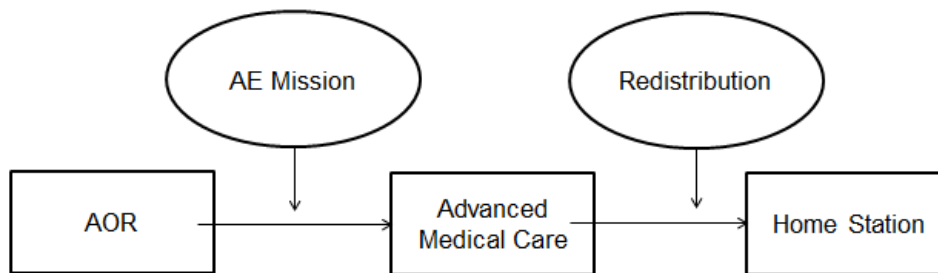 AE Mission
Redistribution
AOR
Advanced
Medical Care
Home Station